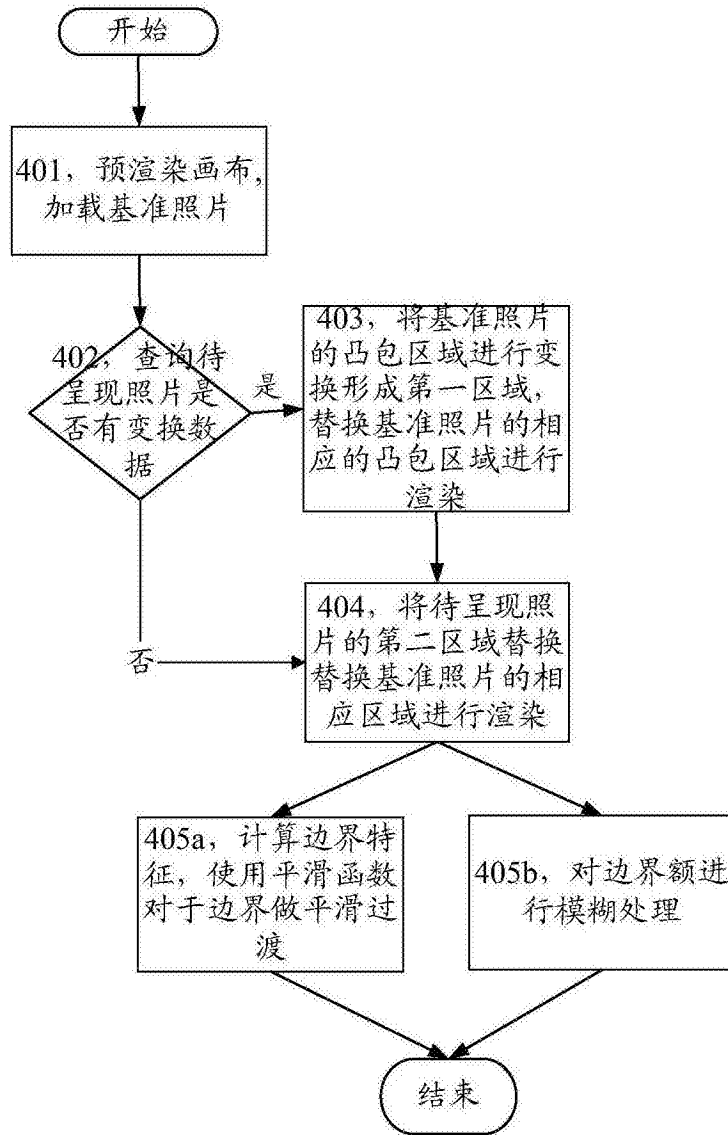 开始
401，预渲染画布,
加载基准照片
402，查询待
呈现照片是
否有变换数
据
是
403，将基准照片
的凸包区域进行变
换形成第一区域，
替换基准照片的相
应的凸包区域进行
渲染
否
404，将待呈现照
片的第二区域替换
替换基准照片的相
应区域进行渲染
405a，计算边界特
征，使用平滑函数
对于边界做平滑过
渡
405b，对边界额进
行模糊处理
结束